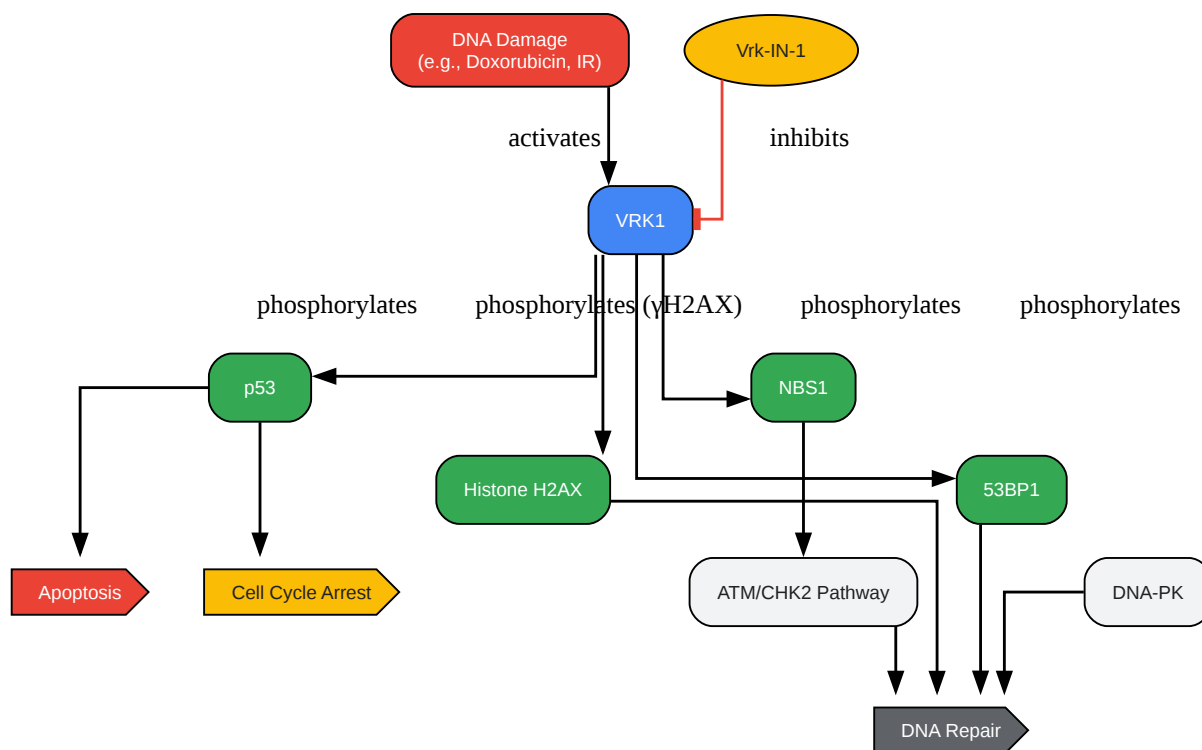 DNA Damage
(e.g., Doxorubicin, IR)
Vrk-IN-1
activates
inhibits
VRK1
phosphorylates
phosphorylates (γH2AX)
phosphorylates
phosphorylates
p53
NBS1
Histone H2AX
53BP1
Apoptosis
Cell Cycle Arrest
ATM/CHK2 Pathway
DNA-PK
DNA Repair